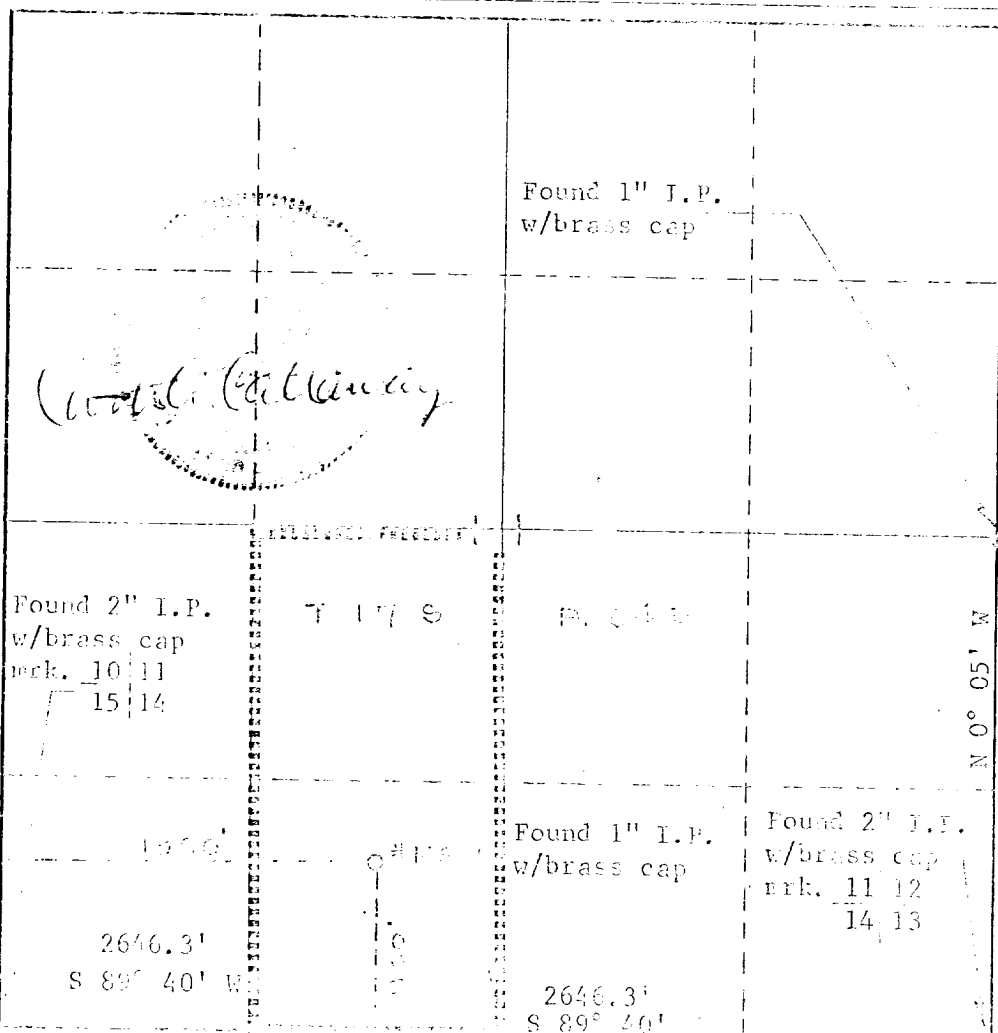 Found 1" I.P.
w/brass cap
Found 2" I.P.
w/brass cap
mrk. 10 11
15 14
T 17 S
N 0° 05' W
Found 1" I.P.
w/brass cap
Found 2" I.P.
w/brass cap
mrk. 11 12
14 13
2646.3'
S 89° 40' W
2646.3'
S 89° 40'